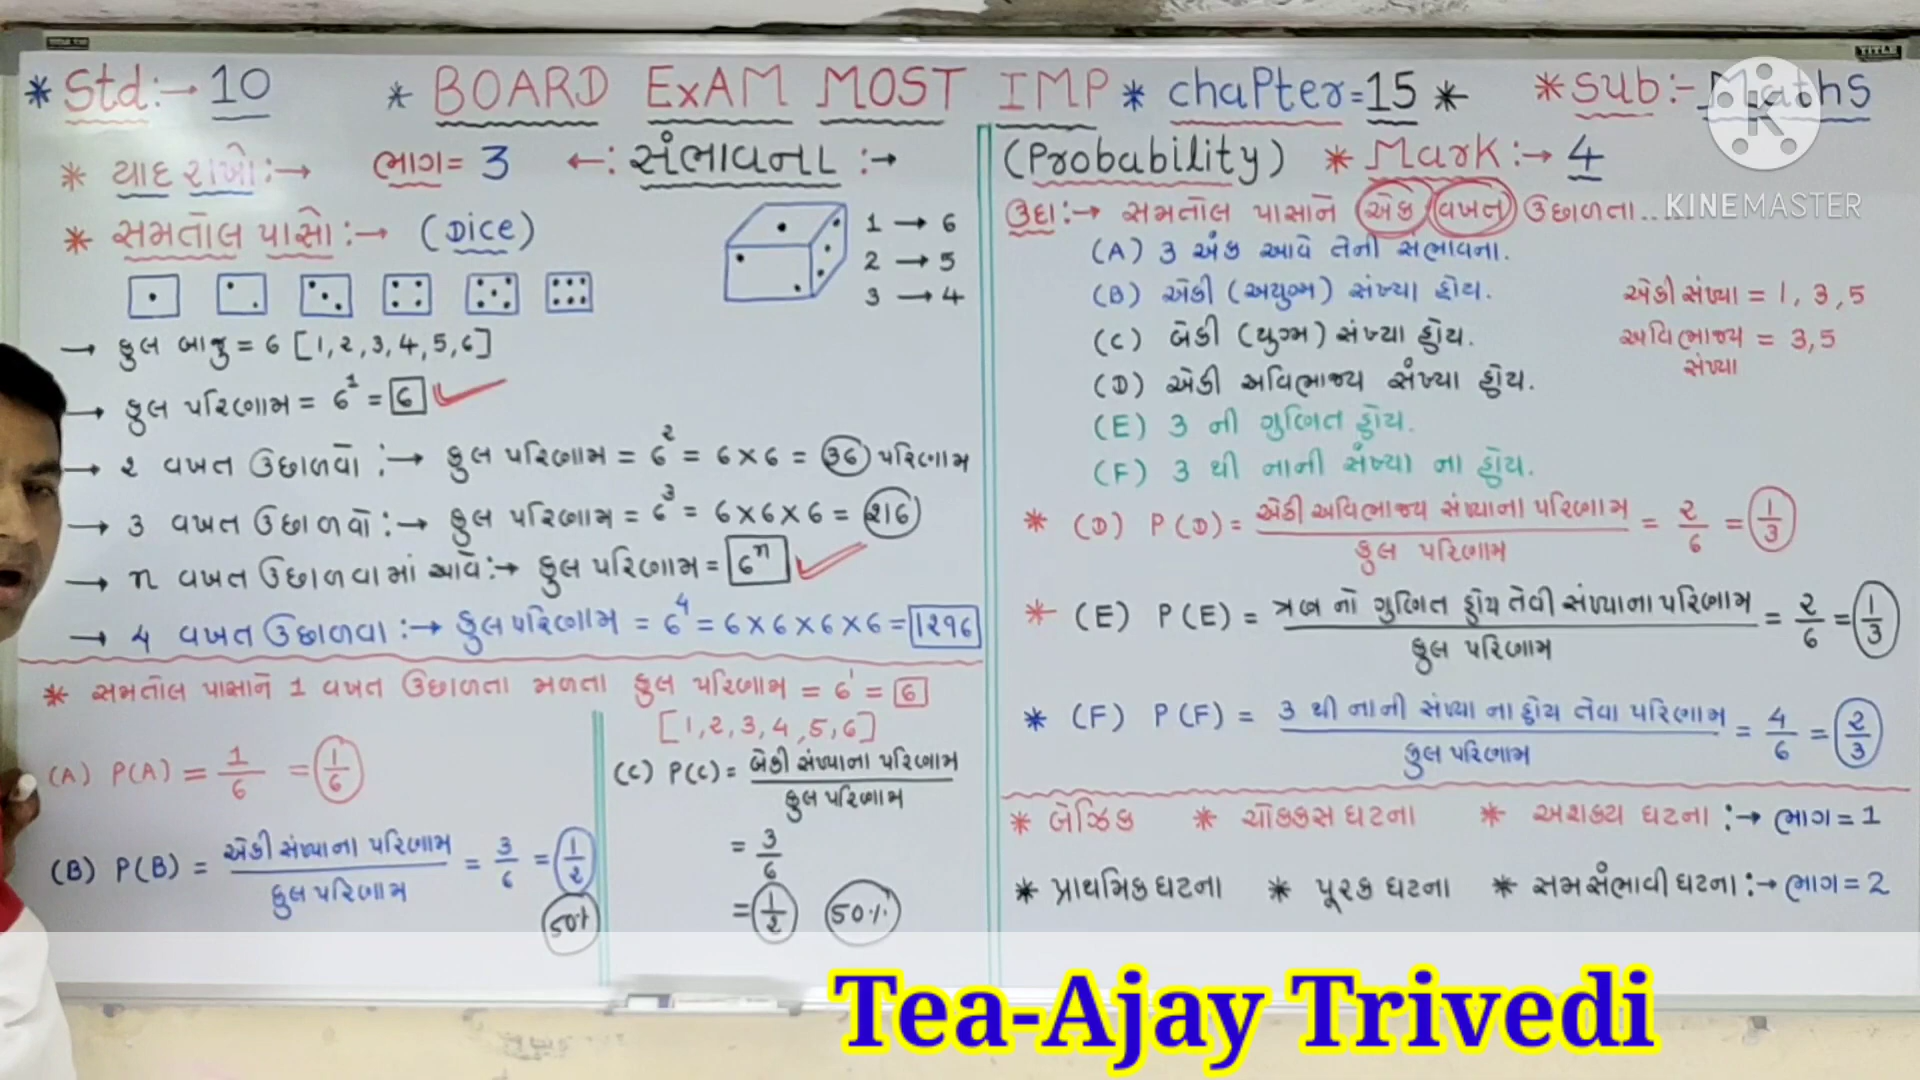 * Std:→ 10 * BOARD ExAM MOST IMP * chaPter=15 * * Sub:- Maths
* યાદ રાખો:→ ભાગ= 3 ←: સંભાવના :→ (Probability) * Mark:→ 4
* સમતોલ પાસો:→ (Dice)
1 → 6
2 → 5
3 → 4
→ કુલ બાજુ = 6 [1,2,3,4,5,6]
→ કુલ પરિણામ = 6¹ = 6
→ ૨ વખત ઉછાળવો :→ કુલ પરિણામ = 6² = 6×6 = 36 પરિણામ
→ ૩ વખત ઉછાળવો:→ કુલ પરિણામ = 6³ = 6×6×6 = 216
→ n વખત ઉછાળવામાં આવે:→ કુલ પરિણામ = 6ⁿ
→ 4 વખત ઉછાળવા :→ કુલ પરિણામ = 6⁴ = 6×6×6×6 = 1296
* સમતોલ પાસાને 1 વખત ઉછાળતા મળતા કુલ પરિણામ = 6¹ = 6
[1,2,3,4,5,6]
(A) P(A) = 1/6 = 1/6
(B) P(B) = એકી સંખ્યાના પરિણામ / કુલ પરિણામ = 3/6 = 1/2
50%
(C) P(C) = બેકી સંખ્યાના પરિણામ / કુલ પરિણામ
= 3/6
= 1/2 50%
ઉદા:→ સમતોલ પાસાને એક વખત ઉછાળતા.....
(A) 3 અંક આવે તેની સંભાવના.
(B) એકી (અયુગ્મ) સંખ્યા હોય.
(C) બેકી (યુગ્મ) સંખ્યા હોય.
(D) એકી અવિભાજ્ય સંખ્યા હોય.
(E) 3 ની ગુણિત હોય.
(F) 3 થી નાની સંખ્યા ના હોય.
એકી સંખ્યા = 1, 3, 5
અવિભાજ્ય = 3,5
સંખ્યા
* (D) P(D) = એકી અવિભાજ્ય સંખ્યાના પરિણામ / કુલ પરિણામ = 2/6 = 1/3
* (E) P(E) = ત્રણ નો ગુણિત હોય તેવી સંખ્યાના પરિણામ / કુલ પરિણામ = 2/6 = 1/3
* (F) P(F) = 3 થી નાની સંખ્યા ના હોય તેવા પરિણામ / કુલ પરિણામ = 4/6 = 2/3
* બેઝિક * ચોક્કસ ઘટના * અશક્ય ઘટના :→ ભાગ = 1
* પ્રાથમિક ઘટના * પૂરક ઘટના * સમસંભાવી ઘટના:→ ભાગ = 2
KINEMASTER
Tea-Ajay Trivedi